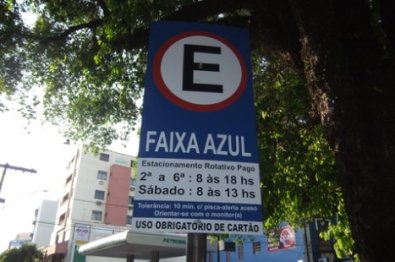 E
FAIXA AZUL
Estacionamento Rotativo Pago
2ª a 6ª : 8 às 18 hs
Sábado : 8 às 13 hs
Tolerância: 10 min. c/ pisca-alerta aceso
Orientar-se com o monitor(a)
USO OBRIGATÓRIO DE CARTÃO